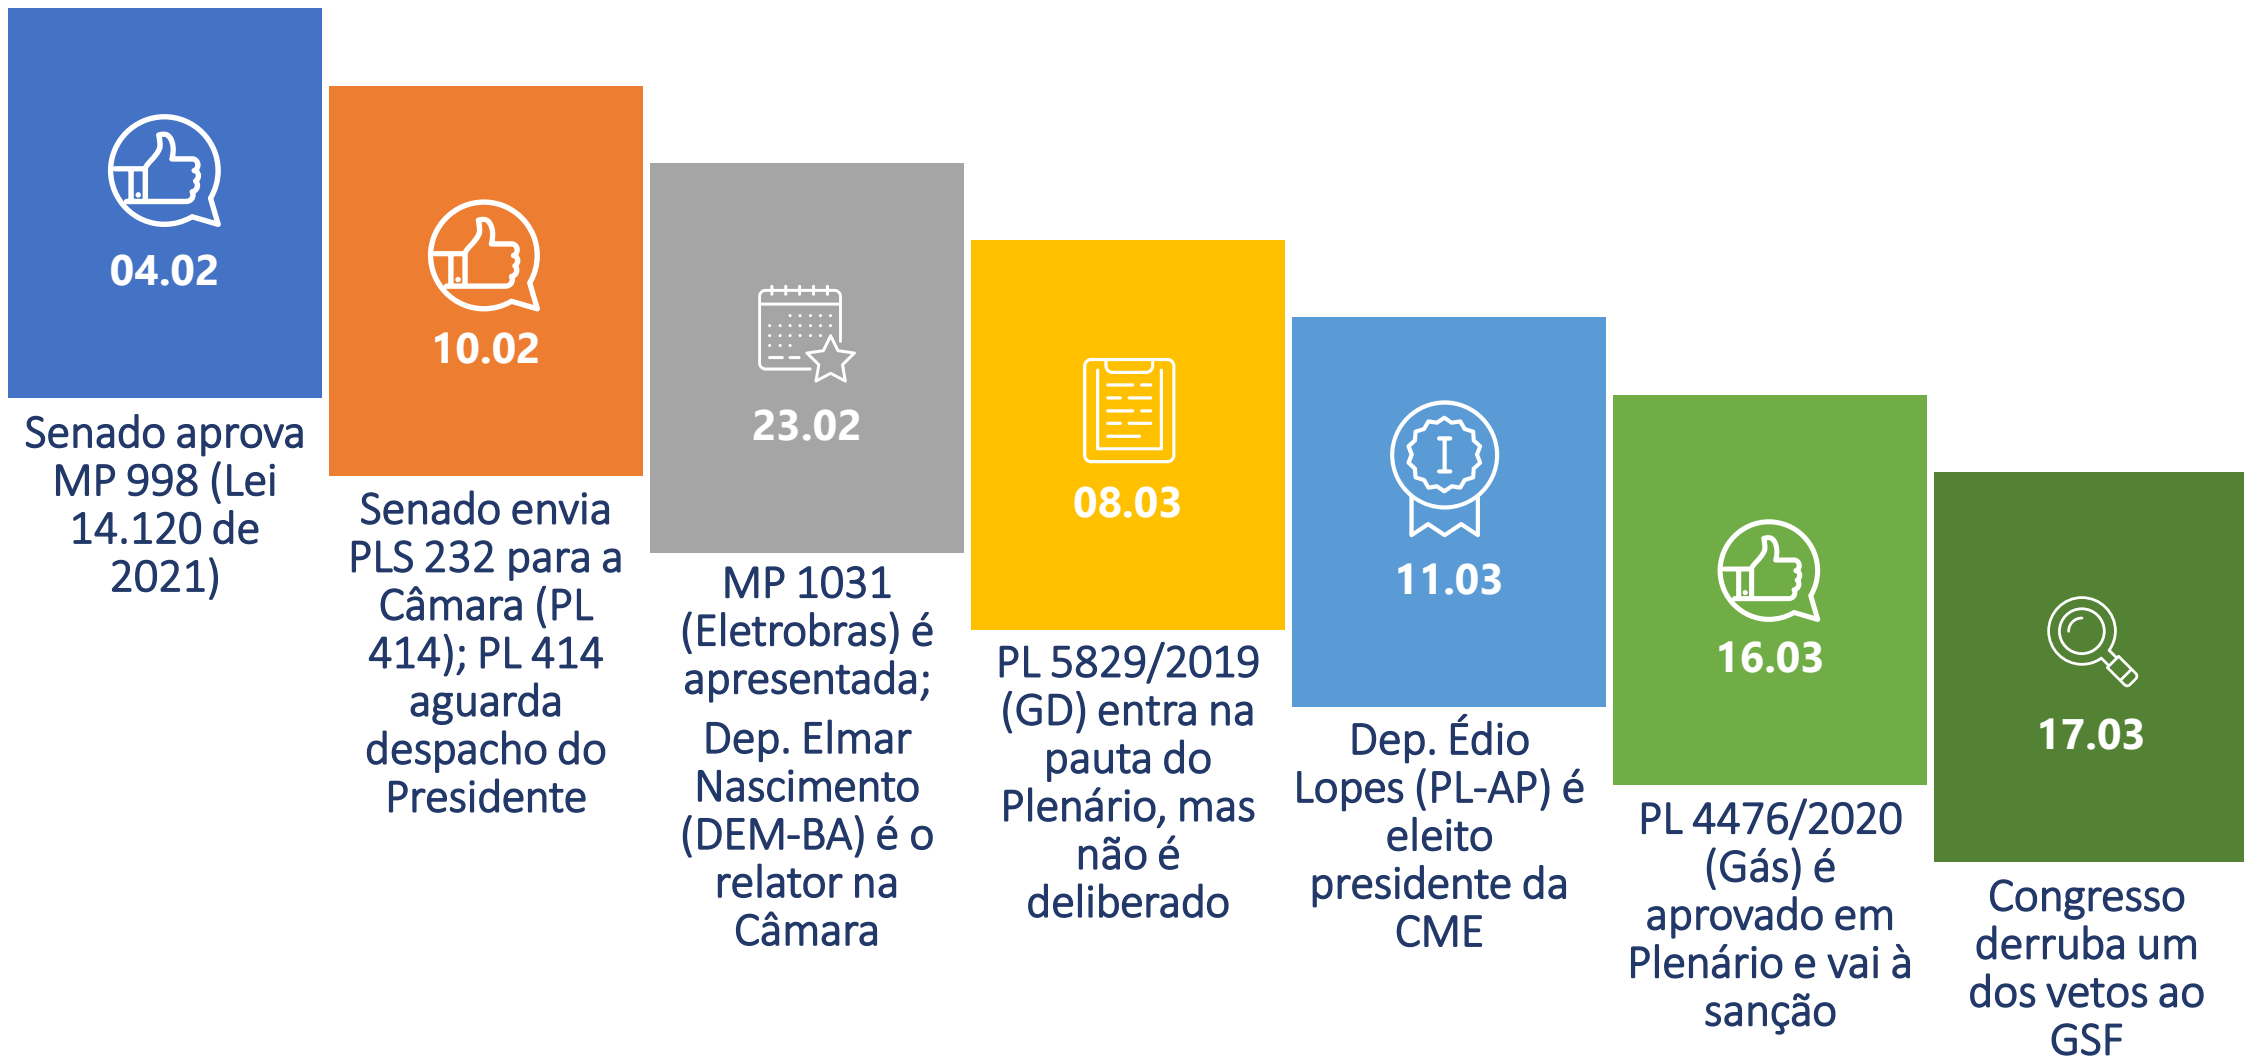 04.02
Senado aprova
MP 998 (Lei
14.120 de
2021)
10.02
Senado envia
PLS 232 para a
Câmara (PL
414); PL 414
aguarda
despacho do
Presidente
23.02
MP 1031
(Eletrobras) é
apresentada;
Dep. Elmar
Nascimento
(DEM-BA) é o
relator na
Câmara
08.03
PL 5829/2019
(GD) entra na
pauta do
Plenário, mas
não é
deliberado
I
11.03
Dep. Édio
Lopes (PL-AP) é
eleito
presidente da
CME
16.03
PL 4476/2020
(Gás) é
aprovado em
Plenário e vai à
sanção
17.03
Congresso
derruba um
dos vetos ao
GSF